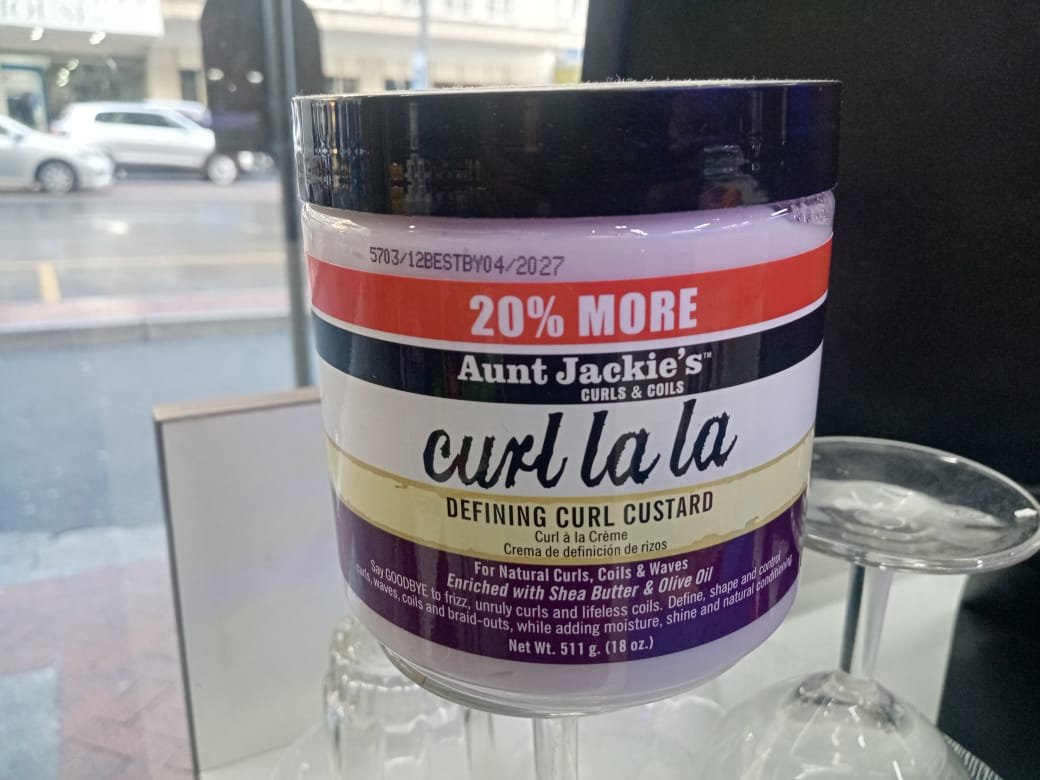 5703/12BESTBY04/2027
20% MORE
Aunt Jackie's™
CURLS & COILS
curl la la
DEFINING CURL CUSTARD
Curl à la Crème
Crema de definición de rizos
For Natural Curls, Coils & Waves
Enriched with Shea Butter & Olive Oil
Say GOODBYE to frizz, unruly curls and lifeless coils. Define, shape and control
curls, waves, coils and braid-outs, while adding moisture, shine and natural conditioning
Net Wt. 511 g. (18 oz.)